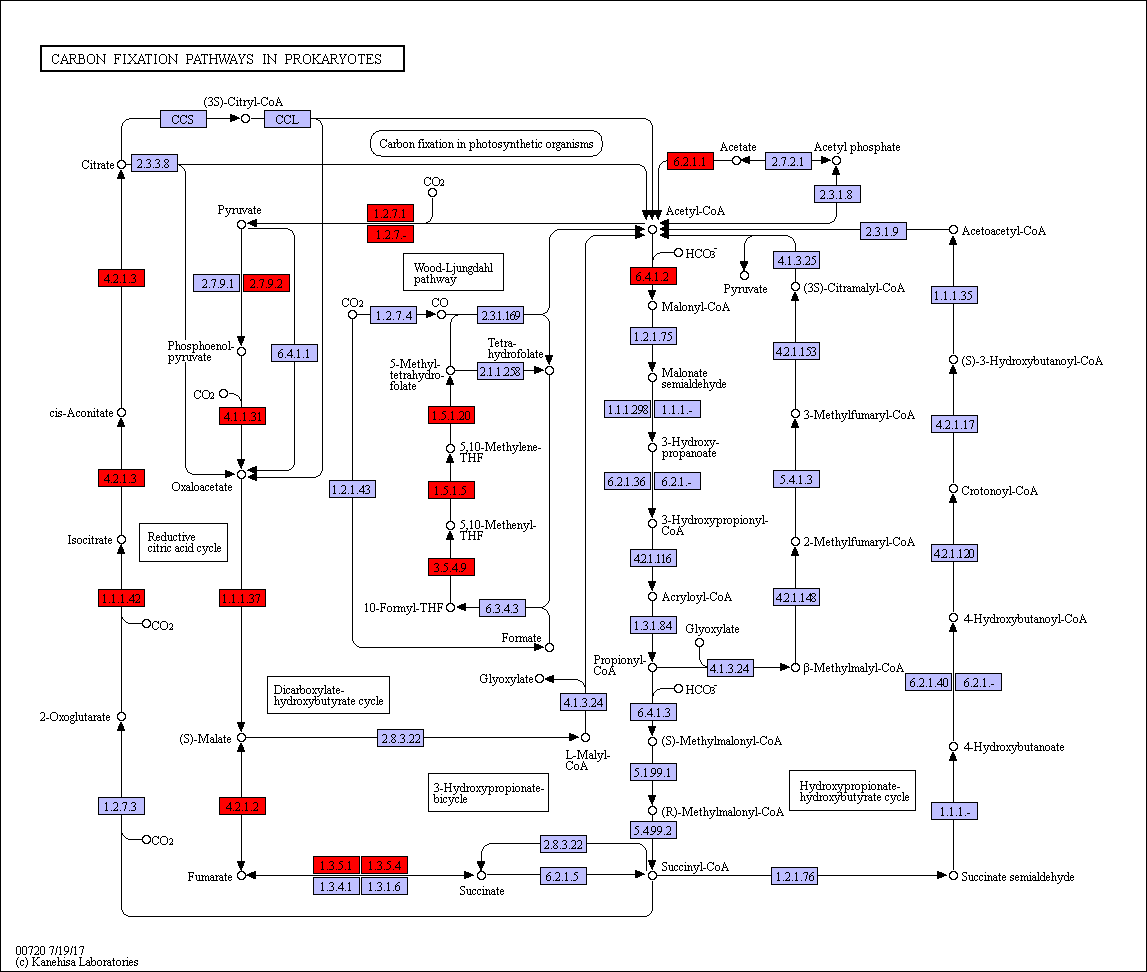 CARBON FIXATION PATHWAYS IN PROKARYOTES
(3S)-Citryl-CoA
CCS
CCL
Carbon fixation in photosynthetic organisms
Citrate
2.3.3.8
6.2.1.1
Acetate
2.7.2.1
Acetyl phosphate
2.3.1.8
CO2
Pyruvate
1.2.7.1
1.2.7.-
Acetyl-CoA
2.3.1.9
Acetoacetyl-CoA
Wood-Ljungdahl
pathway
HCO3-
4.2.1.3
2.7.9.1
2.7.9.2
6.4.1.2
Pyruvate
4.1.3.25
(3S)-Citramalyl-CoA
1.1.1.35
CO2
1.2.7.4
CO
2.3.1.169
Malonyl-CoA
1.2.1.75
Phosphoenol-
pyruvate
6.4.1.1
Tetra-
hydrofolate
5-Methyl-
tetrahydro-
folate
2.1.1.258
4.2.1.153
(S)-3-Hydroxybutanoyl-CoA
Malonate
semialdehyde
CO2
cis-Aconitate
4.1.1.31
1.5.1.20
1.1.1.298
1.1.1.-
3-Methylfumaryl-CoA
4.2.1.17
5,10-Methylene-
THF
3-Hydroxy-
propanoate
4.2.1.3
Oxaloacetate
1.2.1.43
1.5.1.5
6.2.1.36
6.2.1.-
5.4.1.3
Crotonoyl-CoA
Isocitrate
Reductive
citric acid cycle
5,10-Methenyl-
THF
3-Hydroxypropionyl-
CoA
2-Methylfumaryl-CoA
4.2.1.120
3.5.4.9
4.2.1.116
1.1.1.42
1.1.1.37
10-Formyl-THF
6.3.4.3
Acryloyl-CoA
4.2.1.148
CO2
1.3.1.84
Glyoxylate
4-Hydroxybutanoyl-CoA
Formate
Propionyl-
CoA
4.1.3.24
β-Methylmalyl-CoA
Glyoxylate
4.1.3.24
HCO3-
6.2.1.40
6.2.1.-
Dicarboxylate-
hydroxybutyrate cycle
2-Oxoglutarate
6.4.1.3
(S)-Malate
2.8.3.22
L-Malyl-
CoA
(S)-Methylmalonyl-CoA
4-Hydroxybutanoate
5.1.99.1
3-Hydroxypropionate-
bicycle
Hydroxypropionate-
hydroxybutyrate cycle
1.2.7.3
4.2.1.2
(R)-Methylmalonyl-CoA
1.1.1.-
CO2
5.4.99.2
2.8.3.22
Fumarate
1.3.5.1
1.3.5.4
1.3.4.1
1.3.1.6
Succinate
6.2.1.5
Succinyl-CoA
1.2.1.76
Succinate semialdehyde
00720 7/19/17
(c) Kanehisa Laboratories